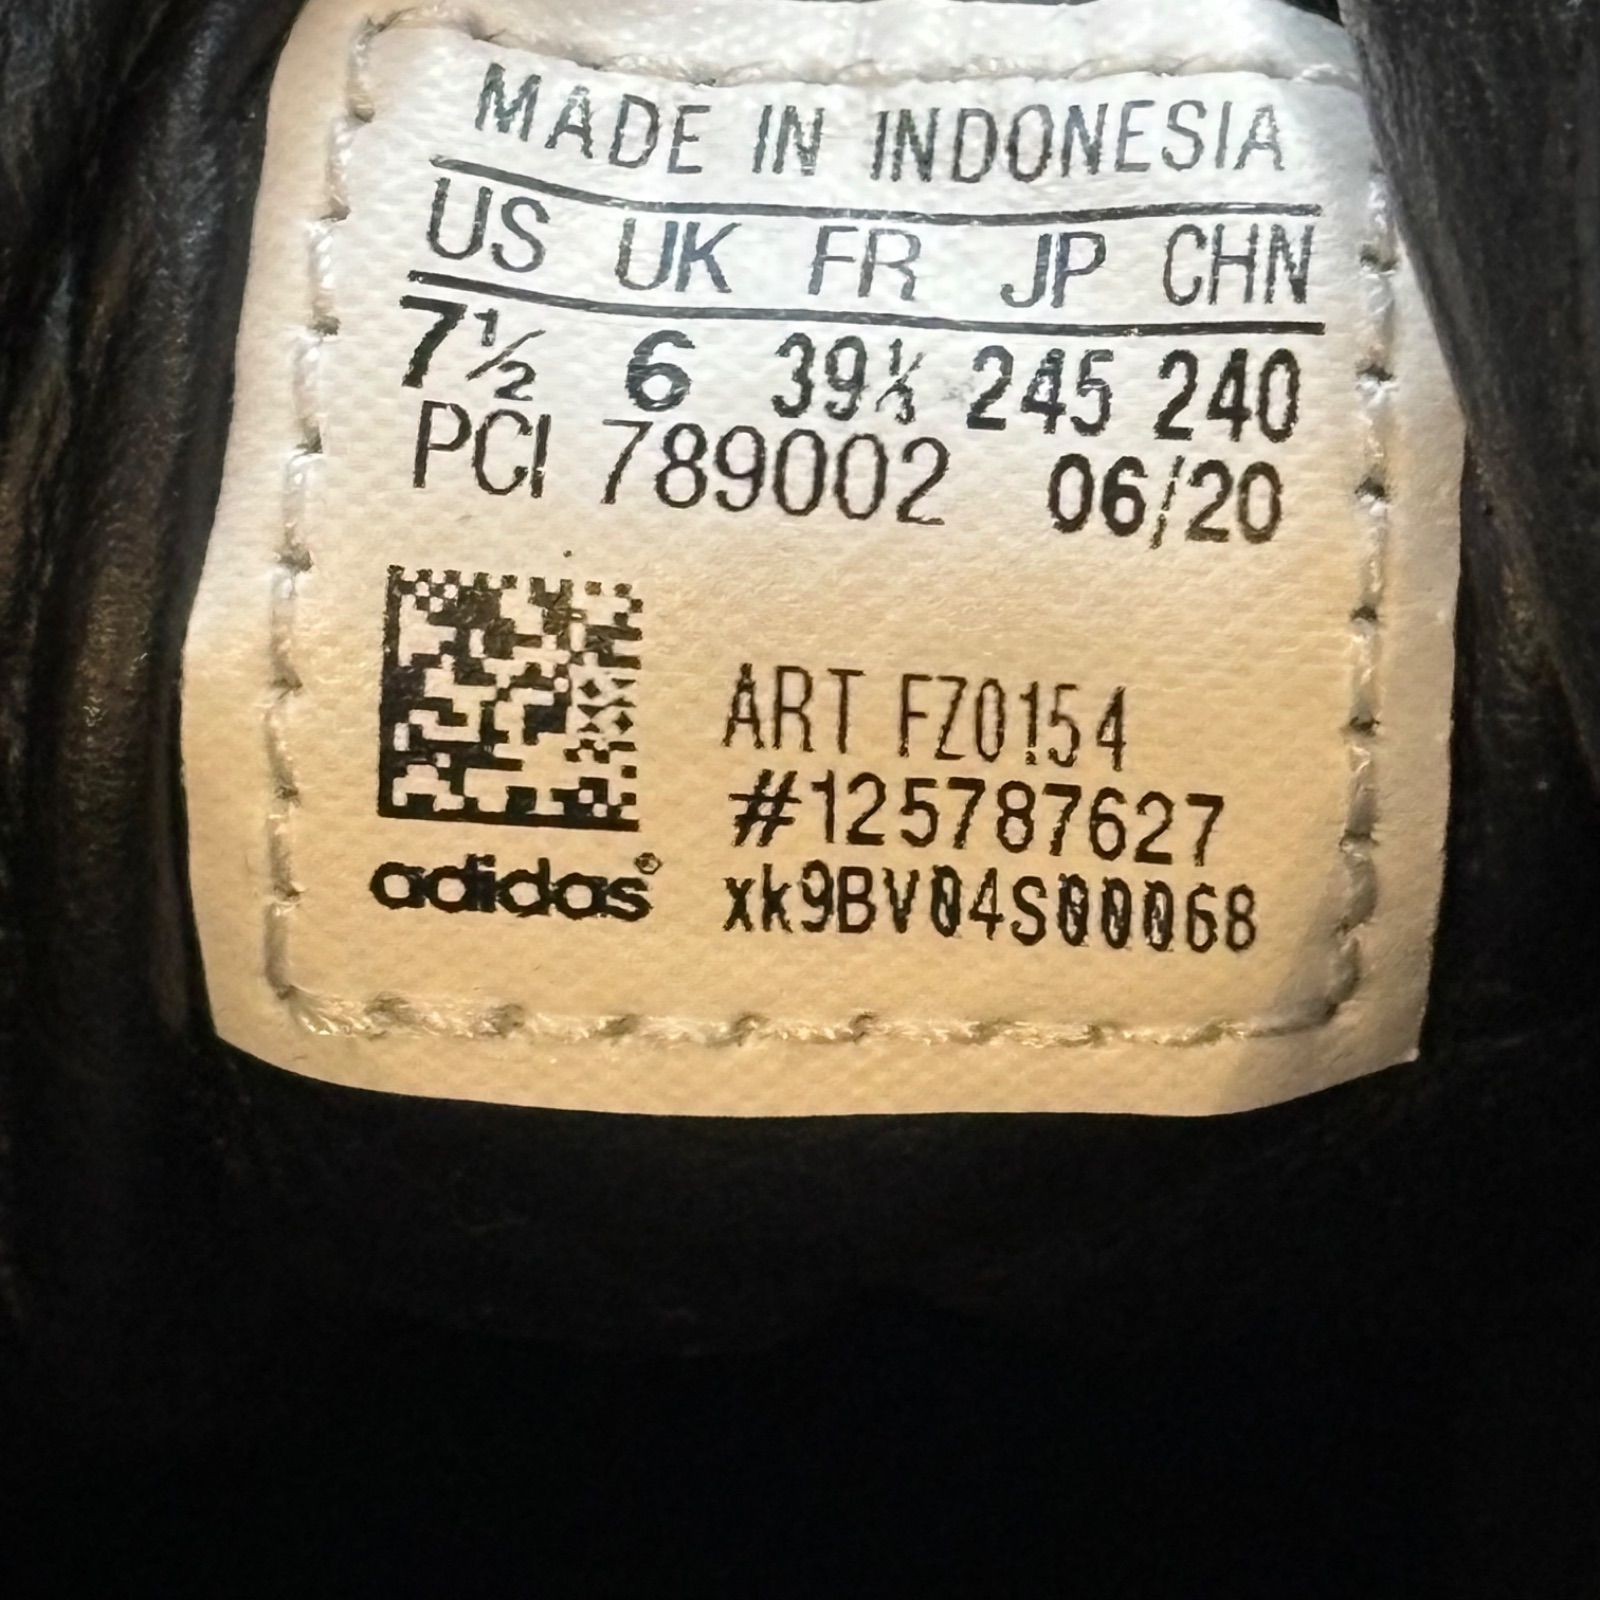 MADE IN INDONESIA
US UK FR JP CHN
7½ 6 39⅓ 245 240
PCI 789002 06/20
ART FZ0154
#125787627
adidas® xk9BV04S00068